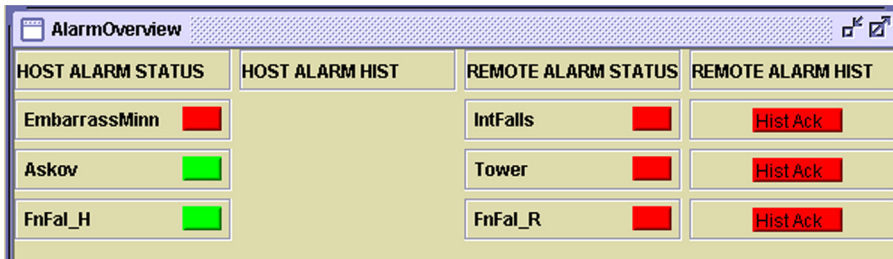 AlarmOverview
HOST ALARM STATUS HOST ALARM HIST REMOTE ALARM STATUS REMOTE ALARM HIST
EmbarrassMinn IntFalls Hist Ack
Askov Tower Hist Ack
FnFal_H FnFal_R Hist Ack